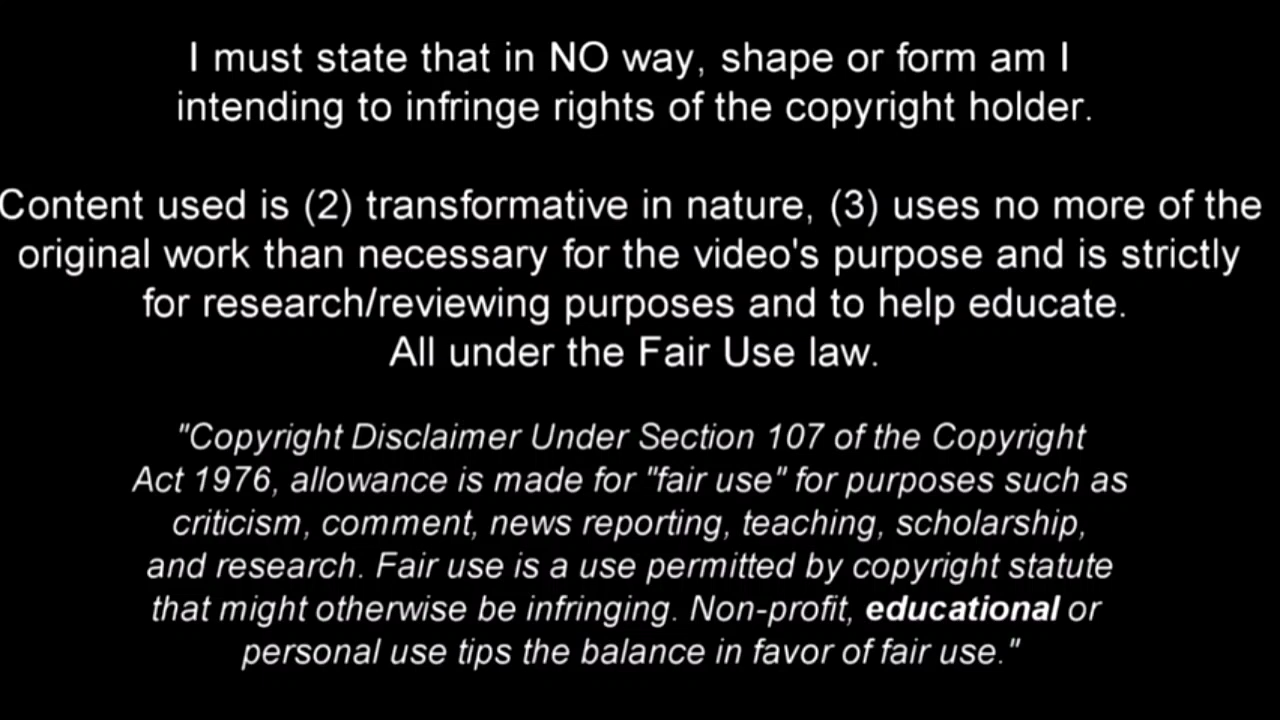 I must state that in NO way, shape or form am I
intending to infringe rights of the copyright holder.
Content used is (2) transformative in nature, (3) uses no more of the
original work than necessary for the video's purpose and is strictly
for research/reviewing purposes and to help educate.
All under the Fair Use law.
"Copyright Disclaimer Under Section 107 of the Copyright
Act 1976, allowance is made for "fair use" for purposes such as
criticism, comment, news reporting, teaching, scholarship,
and research. Fair use is a use permitted by copyright statute
that might otherwise be infringing. Non-profit, educational or
personal use tips the balance in favor of fair use."